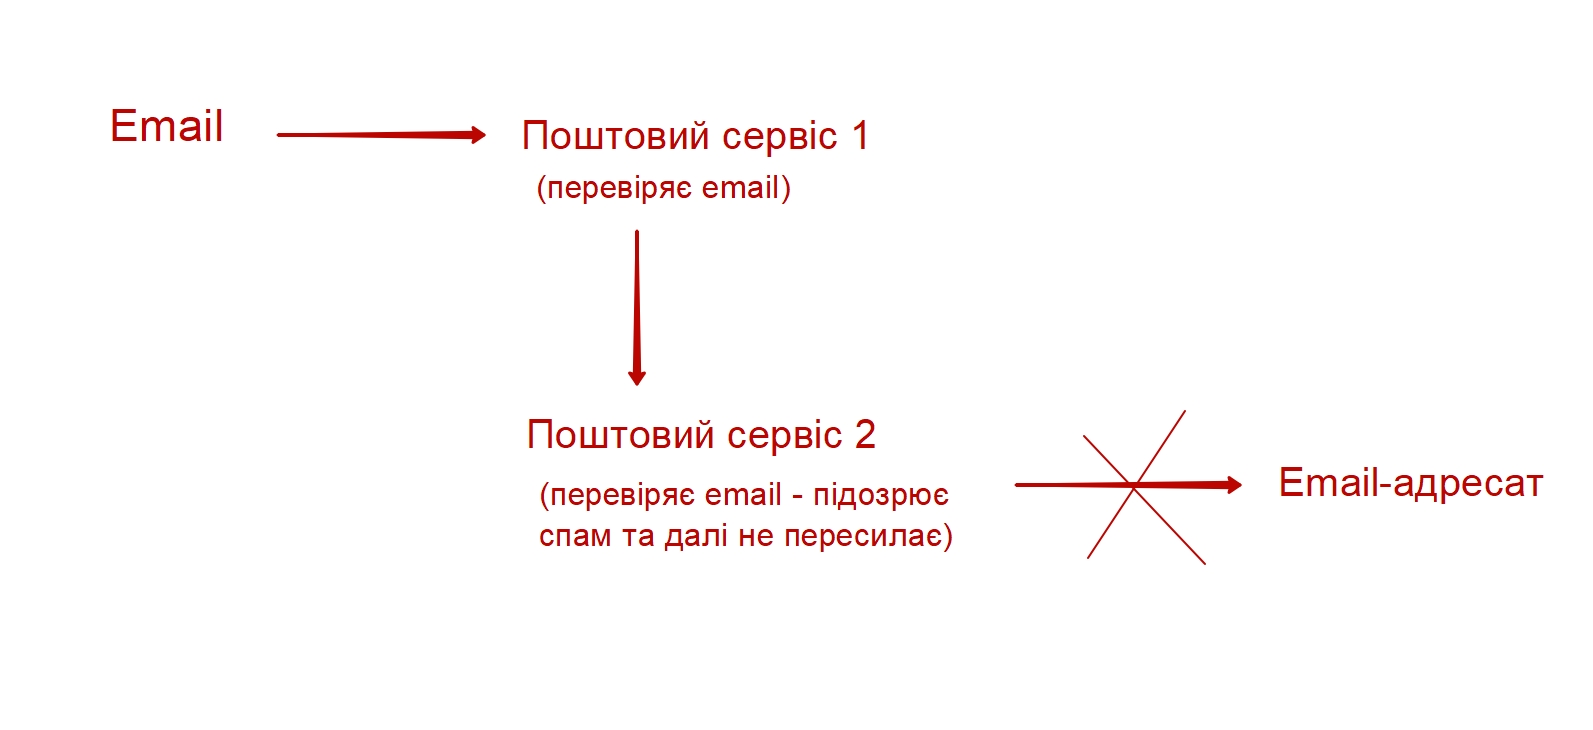 Email
Поштовий сервіс 1
(перевіряє email)
Поштовий сервіс 2
(перевіряє email - підозрює
спам та далі не пересилає)
Email-адресат